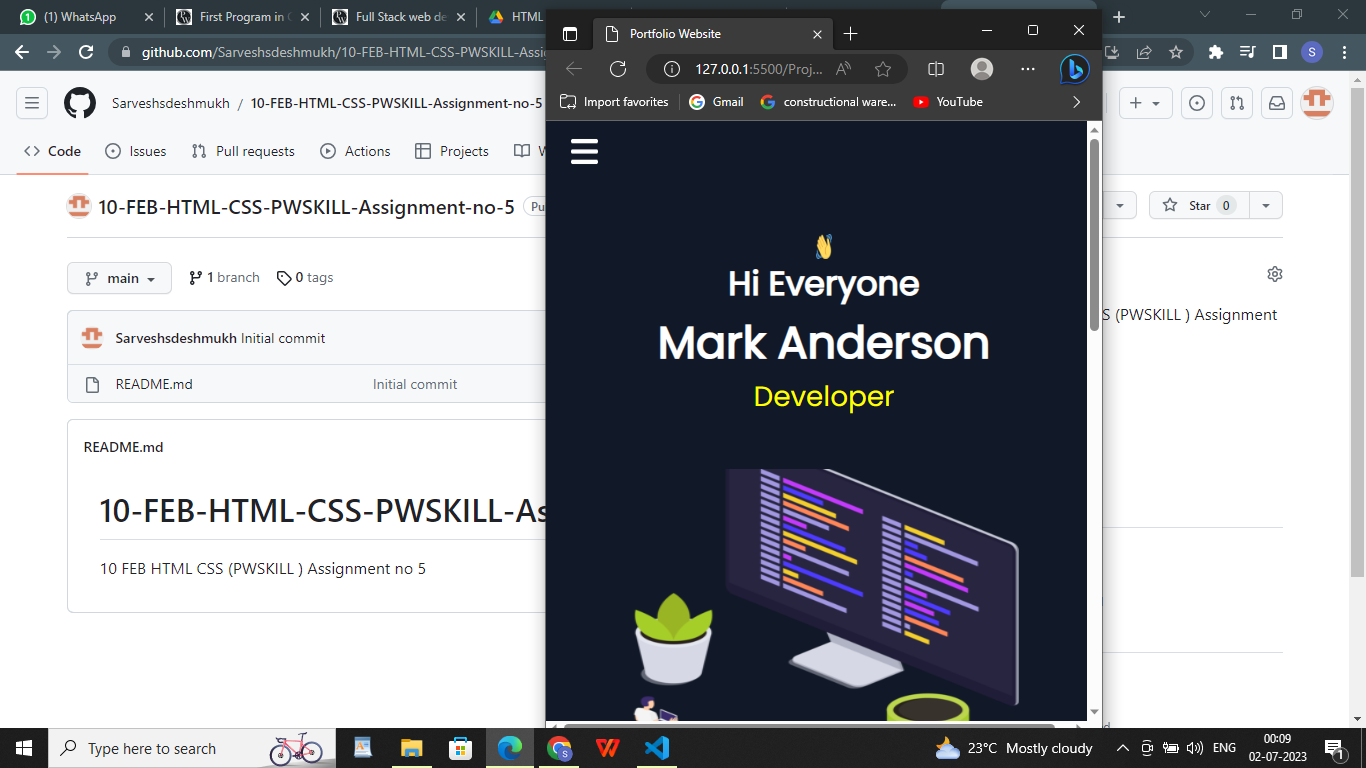 (1) WhatsApp
First Program in C
Full Stack web de
HTML
github.com/Sarveshsdeshmukh/10-FEB-HTML-CSS-PWSKILL-Assi
S
Sarveshsdeshmukh / 10-FEB-HTML-CSS-PWSKILL-Assignment-no-5
Code
Issues
Pull requests
Actions
Projects
W
10-FEB-HTML-CSS-PWSKILL-Assignment-no-5
Pu
Star 0
main
1 branch
0 tags
S (PWSKILL ) Assignment
Sarveshsdeshmukh Initial commit
README.md
Initial commit
README.md
10-FEB-HTML-CSS-PWSKILL-As
10 FEB HTML CSS (PWSKILL ) Assignment no 5
Portfolio Website
127.0.0.1:5500/Proj...
Import favorites
Gmail
constructional ware...
YouTube
Hi Everyone
Mark Anderson
Developer
Type here to search
23°C Mostly cloudy
ENG
00:09
02-07-2023
1